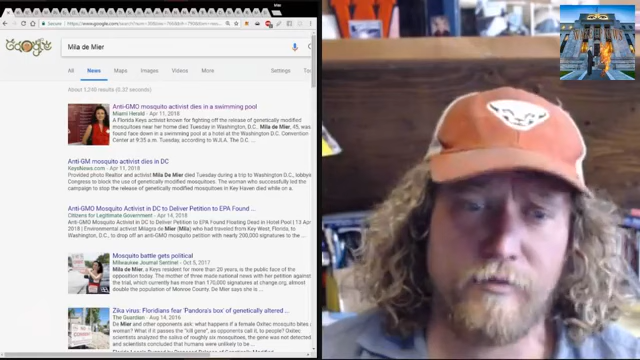 Secure
Mila de Mier
All News Maps Images Videos More Settings
About 1,240 results (0.32 seconds)
Anti-GMO mosquito activist dies in a swimming pool
Miami Herald - Apr 11, 2018
A Florida Keys activist known for fighting off the release of genetically modified
mosquitoes near her home died Tuesday in Washington, D.C. Mila de Mier, 45, was
found face down in a swimming pool at a hotel at the Washington, D.C. Convention
Center at 9:35 a.m. Tuesday, according to WJLA. The D.C. ...
Anti-GM mosquito activist dies in DC
KeysNews.com - Apr 11, 2018
Provided photo Realtor and activist Mila De Mier died Tuesday during a trip to Washington, D.C., lobbying
Congress to block the use of genetically modified mosquitoes. The woman who successfully led the
campaign to stop the release of genetically modified mosquitoes in Key Haven died while on a.
Anti-GMO Mosquito Activist in DC to Deliver Petition to EPA Found ...
Citizens for Legitimate Government - Apr 14, 2018
Anti-GMO Mosquito Activist in DC to Deliver Petition to EPA Found Floating Dead in Hotel Pool | 13 Apr
2018 | Environmental activist Milagros de Mier (Mila) who had traveled from Key West, Florida, to
Washington, D.C., to drop off an anti-GMO mosquito petition with nearly 200,000 signatures to the ...
Mosquito battle gets political
Milwaukee Journal Sentinel - Oct 5, 2017
Mila de Mier, a Keys resident for more than 20 years, is the public face of the
opposition today. The mother of three made national news with her petition against
the trial, which currently has more than 170,000 signatures at change.org, almost
double the population of Monroe County. De Mier says she is ...
Zika virus: Floridians fear 'Pandora's box' of genetically altered ...
The Guardian - Aug 14, 2016
De Mier and other opponents ask: what happens if a female Oxitec mosquito bites
a woman? What if it passes the "kill gene", as opponents call it, to people? Oxitec
scientists analyzed the saliva of roughly six mosquitoes, the gene was not detected
and scientists concluded that humans were unlikely to be ...